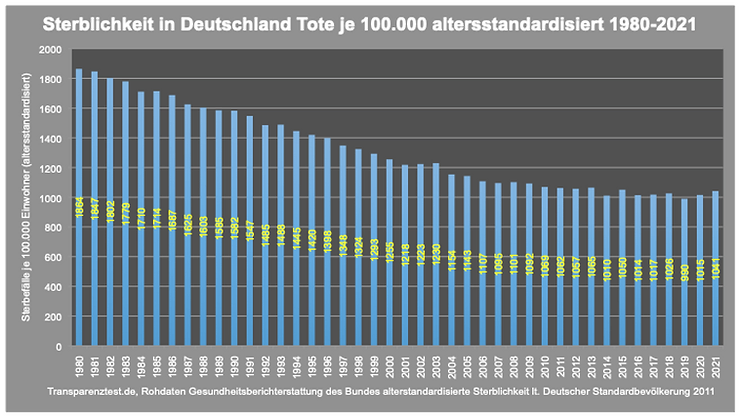 Sterblichkeit in Deutschland Tote je 100.000 altersstandardisiert 1980-2021
Sterbefälle je 100.000 Einwohner (altersstandardisiert)
2000
1800
1600
1400
1200
1000
800
600
400
200
0
1864 1847 1802 1779 1710 1714 1687 1625 1603 1585 1582 1547 1485 1488 1445 1420 1398 1348 1324 1293 1255 1218 1223 1230 1154 1143 1107 1095 1101 1092 1069 1062 1057 1065 1010 1050 1014 1017 1026 990 1015 1041
1980 1981 1982 1983 1984 1985 1986 1987 1988 1989 1990 1991 1992 1993 1994 1995 1996 1997 1998 1999 2000 2001 2002 2003 2004 2005 2006 2007 2008 2009 2010 2011 2012 2013 2014 2015 2016 2017 2018 2019 2020 2021
Transparenztest.de, Rohdaten Gesundheitsberichterstattung des Bundes alterstandardisierte Sterblichkeit lt. Deutscher Standardbevölkerung 2011